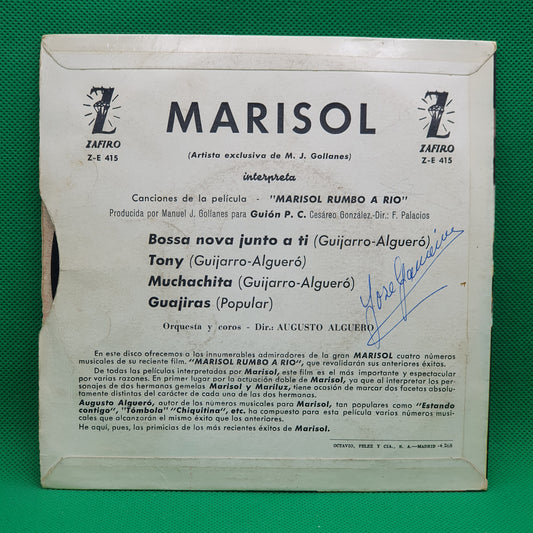 Z
ZAFIRO
Z-E 415
MARISOL
Z
ZAFIRO
Z-E 415
(Artista exclusiva de M. J. Gollanes)
interpreta
Canciones de la película - "MARISOL RUMBO A RIO"
Producida por Manuel J. Gollanes para Guión P. C. Cesáreo González.-Dir.: F. Palacios
Bossa nova junto a ti (Guijarro-Algueró)
Tony (Guijarro-Algueró)
Muchachita (Guijarro-Algueró)
Guajiras (Popular)
Orquesta y coros - Dir.: AUGUSTO ALGUERO
En este disco ofrecemos a los innumerables admiradores de la gran MARISOL cuatro números
musicales de su reciente film. "MARISOL RUMBO A RIO", que revalidarán sus anteriores éxitos.
De todas las películas interpretadas por Marisol, este film es el más importante y espectacular
por varias razones. En primer lugar por la actuación doble de Marisol, ya que al interpretar los per-
sonajes de dos hermanas gemelas Marisol y Mariluz, tiene ocasión de marcar dos facetas absoluta-
mente distintas del carácter de cada una de las dos hermanas.
Augusto Algueró, autor de los números musicales para Marisol, tan populares como "Estando
contigo", "Tómbola" "Chiquitina", etc. ha compuesto para esta película varios números musi-
cales que alcanzarán el mismo éxito que los anteriores.
He aquí, pues, las primicias de los más recientes éxitos de Marisol.
OCTAVIO, FELEZ Y CIA., S. A.-MADRID -4.268
Jose